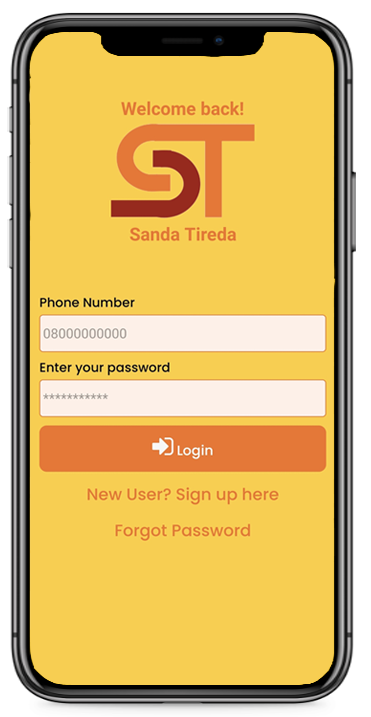 Welcome back!
ST
Sanda Tireda
Phone Number
08000000000
Enter your password
***********
Login
New User? Sign up here
Forgot Password